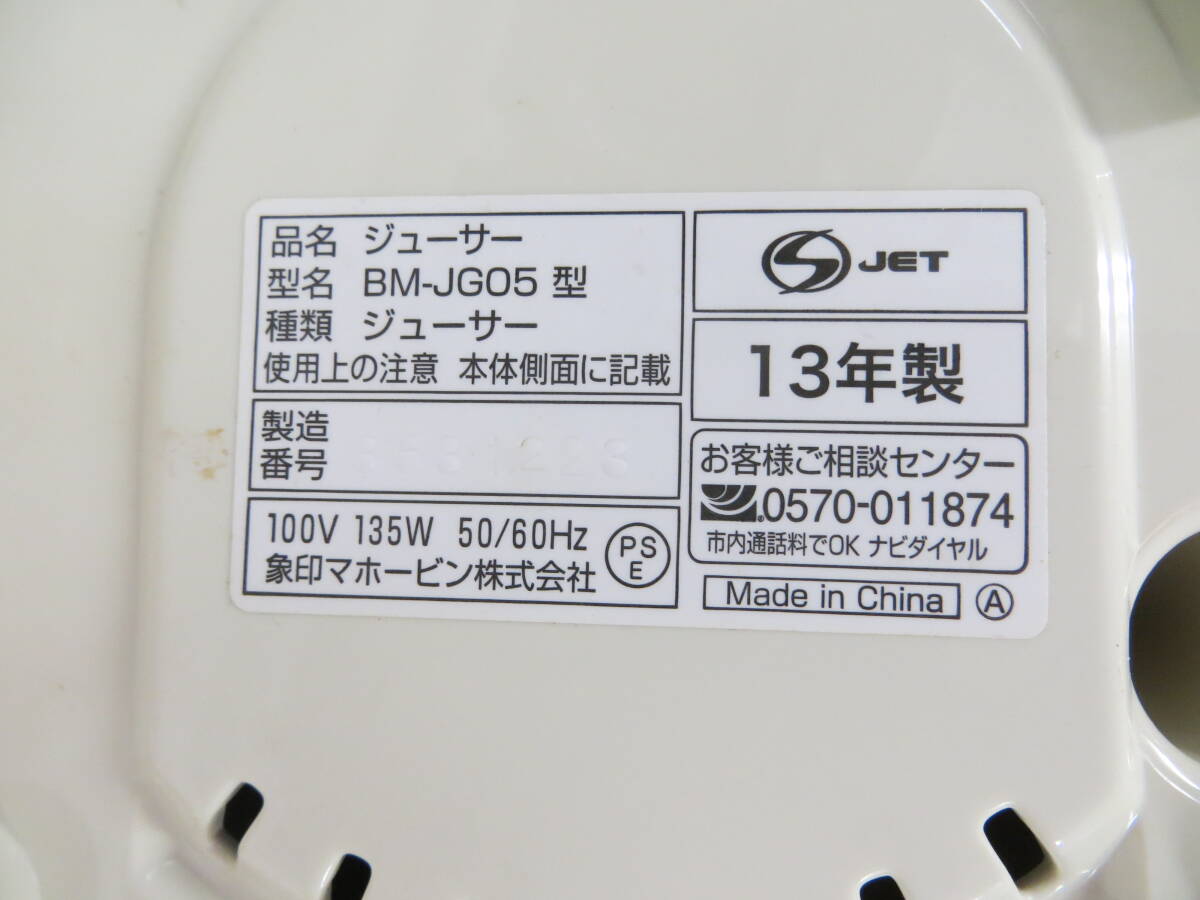 品名 ジューサー
型名 BM-JG05 型
種類 ジューサー
使用上の注意 本体側面に記載
製造
番号
100V 135W 50/60Hz
象印マホービン株式会社
PS
E
JET
13年製
お客様ご相談センター
0570-011874
市内通話料でOK ナビダイヤル
Made in China
A